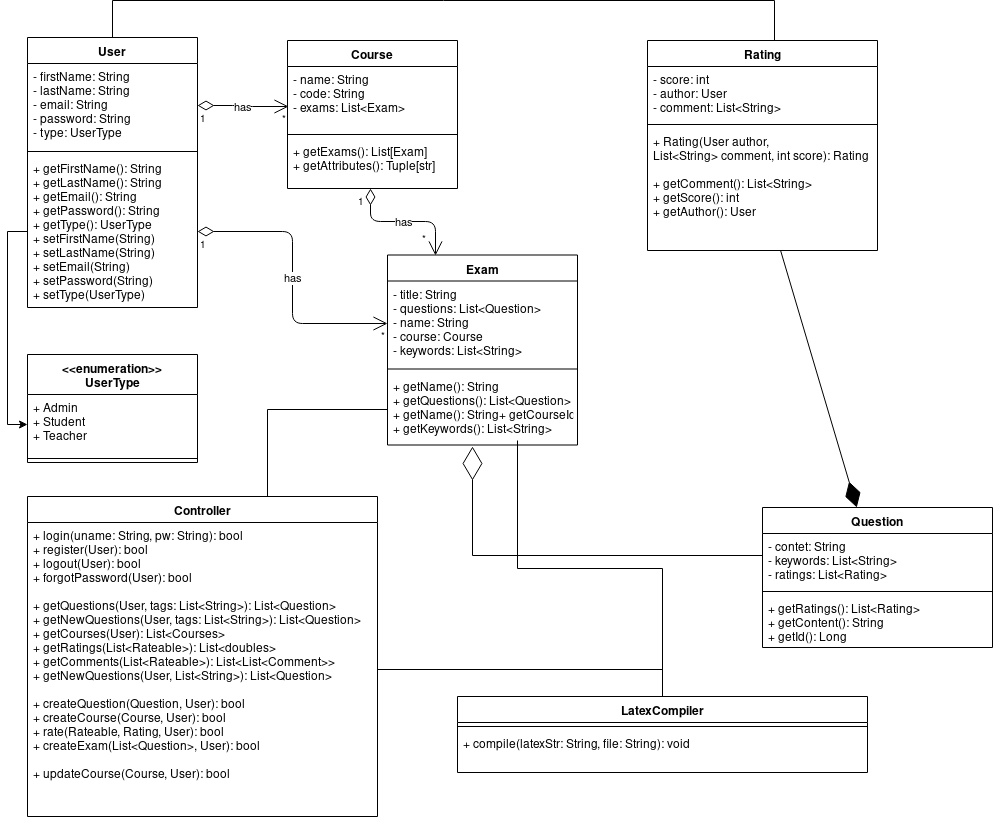 User
- firstName: String
- lastName: String
- email: String
- password: String
- type: UserType
+ getFirstName(): String
+ getLastName(): String
+ getEmail(): String
+ getPassword(): String
+ getType(): UserType
+ setFirstName(String)
+ setLastName(String)
+ setEmail(String)
+ setPassword(String)
+ setType(UserType)
1
has
*
1
has
*
Course
- name: String
- code: String
- exams: List<Exam>
+ getExams(): List[Exam]
+ getAttributes(): Tuple[str]
1
has
*
Rating
- score: int
- author: User
- comment: List<String>
+ Rating(User author,
List<String> comment, int score): Rating
+ getComment(): List<String>
+ getScore(): int
+ getAuthor(): User
Exam
- title: String
- questions: List<Question>
- name: String
- course: Course
- keywords: List<String>
+ getName(): String
+ getQuestions(): List<Question>
+ getName(): String+ getCourseId
+ getKeywords(): List<String>
<<enumeration>>
UserType
+ Admin
+ Student
+ Teacher
Controller
+ login(uname: String, pw: String): bool
+ register(User): bool
+ logout(User): bool
+ forgotPassword(User): bool
+ getQuestions(User, tags: List<String>): List<Question>
+ getNewQuestions(User, tags: List<String>): List<Question>
+ getCourses(User): List<Courses>
+ getRatings(List<Rateable>): List<doubles>
+ getComments(List<Rateable>): List<List<Comment>>
+ getNewQuestions(User, List<String>): List<Question>
+ createQuestion(Question, User): bool
+ createCourse(Course, User): bool
+ rate(Rateable, Rating, User): bool
+ createExam(List<Question>, User): bool
+ updateCourse(Course, User): bool
Question
- contet: String
- keywords: List<String>
- ratings: List<Rating>
+ getRatings(): List<Rating>
+ getContent(): String
+ getId(): Long
LatexCompiler
+ compile(latexStr: String, file: String): void